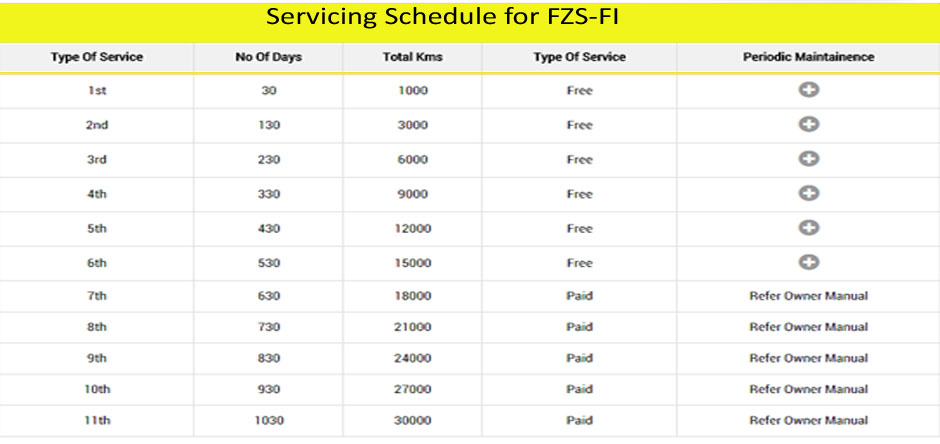 Servicing Schedule for FZS-FI
Type Of Service No Of Days Total Kms Type Of Service Periodic Maintainence
1st 30 1000 Free
2nd 130 3000 Free
3rd 230 6000 Free
4th 330 9000 Free
5th 430 12000 Free
6th 530 15000 Free
7th 630 18000 Paid Refer Owner Manual
8th 730 21000 Paid Refer Owner Manual
9th 830 24000 Paid Refer Owner Manual
10th 930 27000 Paid Refer Owner Manual
11th 1030 30000 Paid Refer Owner Manual